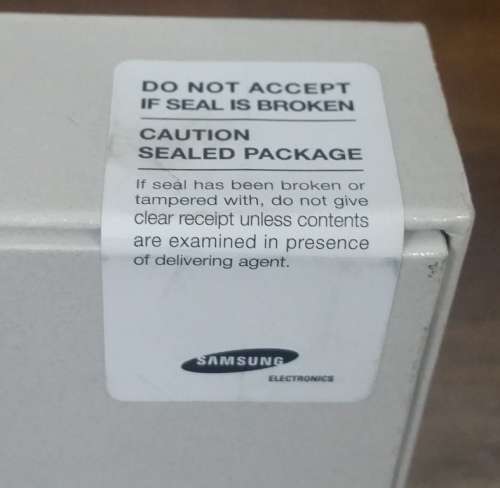 DO NOT ACCEPT
IF SEAL IS BROKEN
CAUTION
SEALED PACKAGE
If seal has been broken or
tampered with, do not give
clear receipt unless contents
are examined in presence
of delivering agent.
SAMSUNG
ELECTRONICS